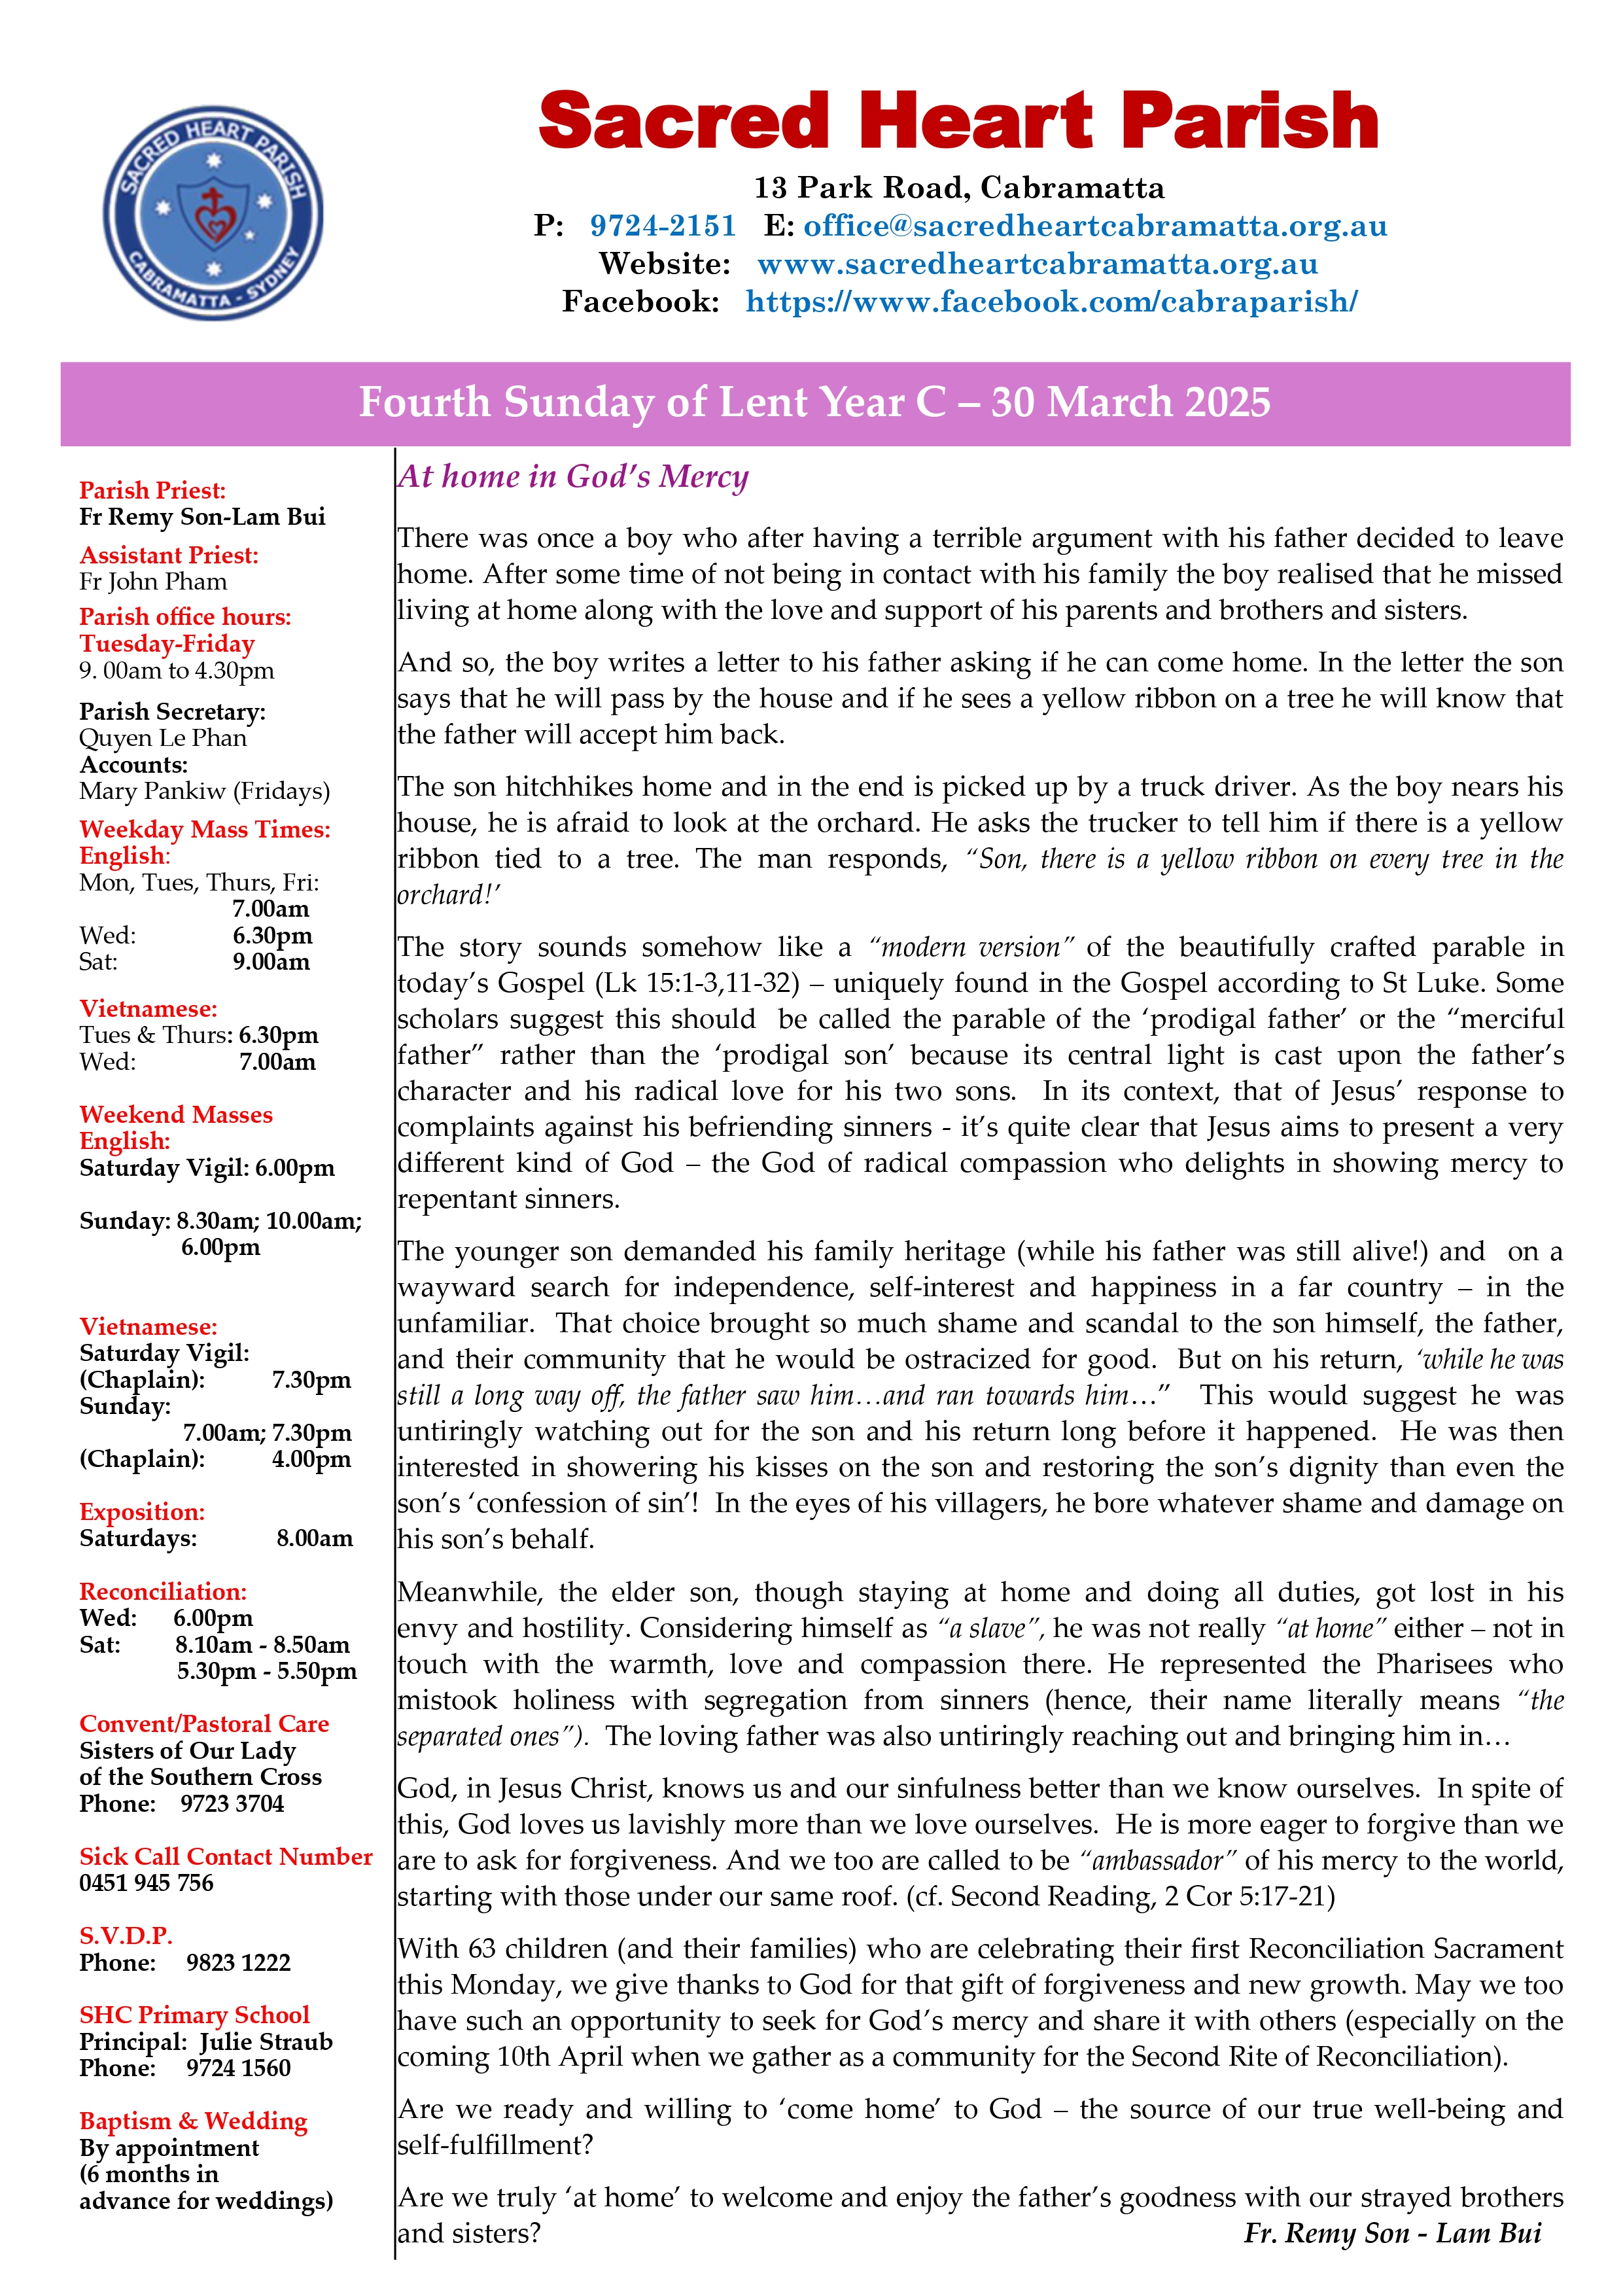 SACRED HEART PARISH
CABRAMATTA - SYDNEY
Sacred Heart Parish
13 Park Road, Cabramatta
P: 9724-2151 E: office@sacredheartcabramatta.org.au
Website: www.sacredheartcabramatta.org.au
Facebook: https://www.facebook.com/cabraparish/
Fourth Sunday of Lent Year C – 30 March 2025
Parish Priest:
Fr Remy Son-Lam Bui
Assistant Priest:
Fr John Pham
Parish office hours:
Tuesday-Friday
9. 00am to 4.30pm
Parish Secretary:
Quyen Le Phan
Accounts:
Mary Pankiw (Fridays)
Weekday Mass Times:
English:
Mon, Tues, Thurs, Fri:
7.00am
Wed: 6.30pm
Sat: 9.00am
Vietnamese:
Tues & Thurs: 6.30pm
Wed: 7.00am
Weekend Masses
English:
Saturday Vigil: 6.00pm
Sunday: 8.30am; 10.00am;
6.00pm
Vietnamese:
Saturday Vigil:
(Chaplain): 7.30pm
Sunday:
7.00am; 7.30pm
(Chaplain): 4.00pm
Exposition:
Saturdays: 8.00am
Reconciliation:
Wed: 6.00pm
Sat: 8.10am - 8.50am
5.30pm - 5.50pm
Convent/Pastoral Care
Sisters of Our Lady
of the Southern Cross
Phone: 9723 3704
Sick Call Contact Number
0451 945 756
S.V.D.P.
Phone: 9823 1222
SHC Primary School
Principal: Julie Straub
Phone: 9724 1560
Baptism & Wedding
By appointment
(6 months in
advance for weddings)
At home in God's Mercy
There was once a boy who after having a terrible argument with his father decided to leave
home. After some time of not being in contact with his family the boy realised that he missed
living at home along with the love and support of his parents and brothers and sisters.
And so, the boy writes a letter to his father asking if he can come home. In the letter the son
says that he will pass by the house and if he sees a yellow ribbon on a tree he will know that
the father will accept him back.
The son hitchhikes home and in the end is picked up by a truck driver. As the boy nears his
house, he is afraid to look at the orchard. He asks the trucker to tell him if there is a yellow
ribbon tied to a tree. The man responds, “Son, there is a yellow ribbon on every tree in the
orchard!’
The story sounds somehow like a “modern version” of the beautifully crafted parable in
today’s Gospel (Lk 15:1-3,11-32) – uniquely found in the Gospel according to St Luke. Some
scholars suggest this should be called the parable of the ‘prodigal father’ or the “merciful
father” rather than the ‘prodigal son’ because its central light is cast upon the father’s
character and his radical love for his two sons. In its context, that of Jesus’ response to
complaints against his befriending sinners - it’s quite clear that Jesus aims to present a very
different kind of God – the God of radical compassion who delights in showing mercy to
repentant sinners.
The younger son demanded his family heritage (while his father was still alive!) and on a
wayward search for independence, self-interest and happiness in a far country – in the
unfamiliar. That choice brought so much shame and scandal to the son himself, the father,
and their community that he would be ostracized for good. But on his return, ‘while he was
still a long way off, the father saw him…and ran towards him…” This would suggest he was
untiringly watching out for the son and his return long before it happened. He was then
interested in showering his kisses on the son and restoring the son’s dignity than even the
son’s ‘confession of sin’! In the eyes of his villagers, he bore whatever shame and damage on
his son’s behalf.
Meanwhile, the elder son, though staying at home and doing all duties, got lost in his
envy and hostility. Considering himself as “a slave”, he was not really “at home” either – not in
touch with the warmth, love and compassion there. He represented the Pharisees who
mistook holiness with segregation from sinners (hence, their name literally means “the
separated ones”). The loving father was also untiringly reaching out and bringing him in…
God, in Jesus Christ, knows us and our sinfulness better than we know ourselves. In spite of
this, God loves us lavishly more than we love ourselves. He is more eager to forgive than we
are to ask for forgiveness. And we too are called to be “ambassador” of his mercy to the world,
starting with those under our same roof. (cf. Second Reading, 2 Cor 5:17-21)
With 63 children (and their families) who are celebrating their first Reconciliation Sacrament
this Monday, we give thanks to God for that gift of forgiveness and new growth. May we too
have such an opportunity to seek for God’s mercy and share it with others (especially on the
coming 10th April when we gather as a community for the Second Rite of Reconciliation).
Are we ready and willing to ‘come home’ to God – the source of our true well-being and
self-fulfillment?
Are we truly ‘at home’ to welcome and enjoy the father’s goodness with our strayed brothers
and sisters? Fr. Remy Son - Lam Bui